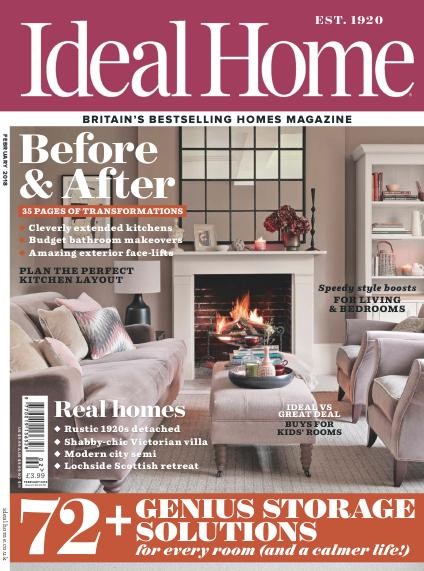 EST. 1920
Ideal Home
BRITAIN'S BESTSELLING HOMES MAGAZINE
FEBRUARY 2018
Before
& After
35 PAGES OF TRANSFORMATIONS
◆ Cleverly extended kitchens
◆ Budget bathroom makeovers
◆ Amazing exterior face-lifts
PLAN THE PERFECT
KITCHEN LAYOUT
Speedy style boosts
FOR LIVING
& BEDROOMS
Real homes
◆ Rustic 1920s detached
◆ Shabby-chic Victorian villa
◆ Modern city semi
◆ Lochside Scottish retreat
IDEAL VS
GREAT DEAL
BUYS FOR
KIDS' ROOMS
02
£3.99
FEBRUARY 2018
72+ GENIUS STORAGE
SOLUTIONS
for every room (and a calmer life!)
idealhome.co.uk